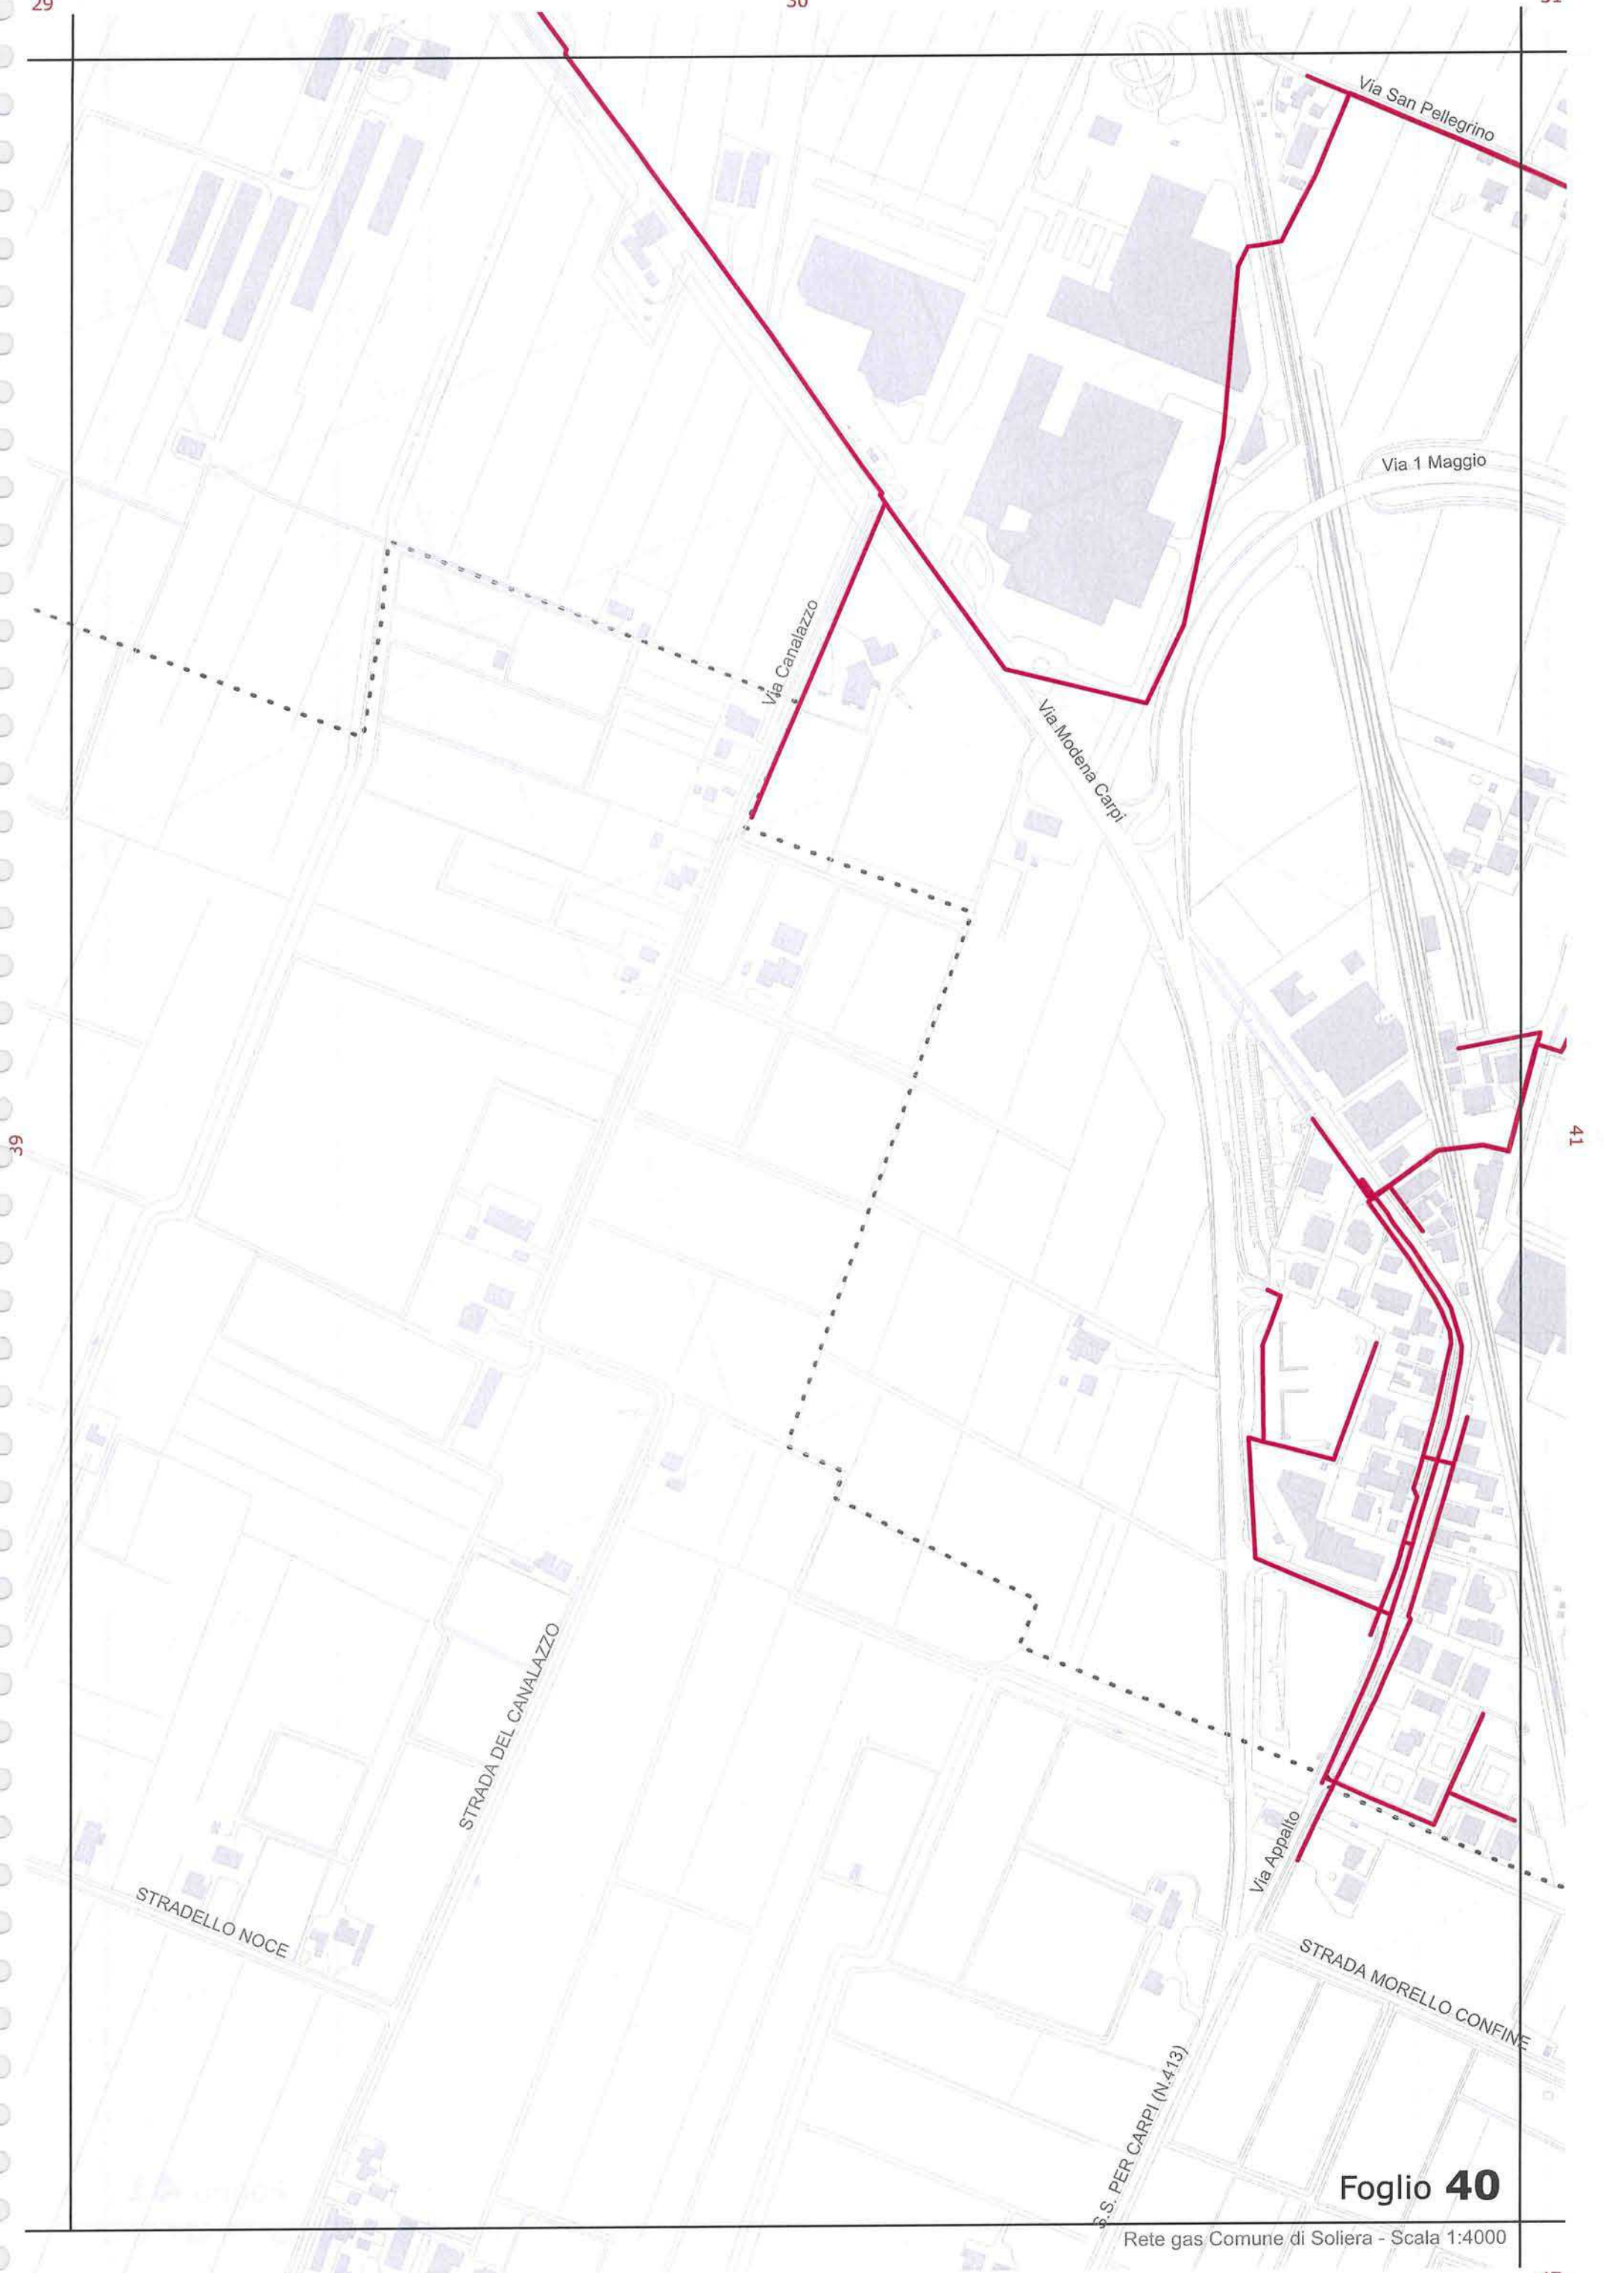 29
30
31
Via San Pellegrino
Via 1 Maggio
Via Canalazzo
Via Modena Carpi
39
41
STRADA DEL CANALAZZO
Via Appalto
STRADELLO NOCE
STRADA MORELLO CONFINE
S.S. PER CARPI (N.413)
Foglio 40
Rete gas Comune di Soliera - Scala 1:4000